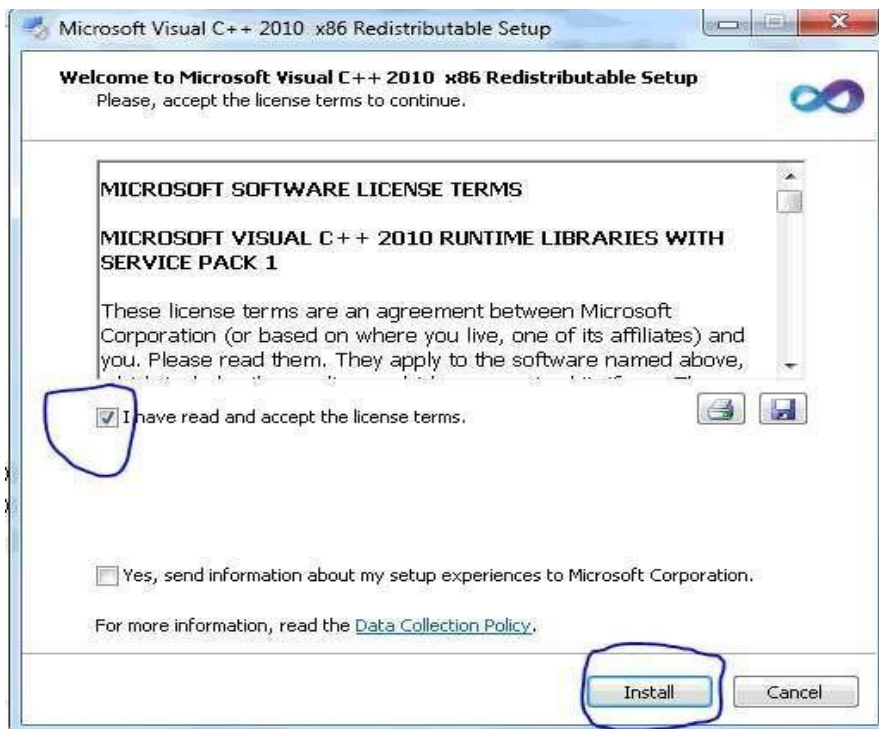 Microsoft Visual C++ 2010 x86 Redistributable Setup
Welcome to Microsoft Visual C++ 2010 x86 Redistributable Setup
Please, accept the license terms to continue.
MICROSOFT SOFTWARE LICENSE TERMS
MICROSOFT VISUAL C++ 2010 RUNTIME LIBRARIES WITH
SERVICE PACK 1
These license terms are an agreement between Microsoft
Corporation (or based on where you live, one of its affiliates) and
you. Please read them. They apply to the software named above,
I have read and accept the license terms.
Yes, send information about my setup experiences to Microsoft Corporation.
For more information, read the Data Collection Policy.
Install Cancel